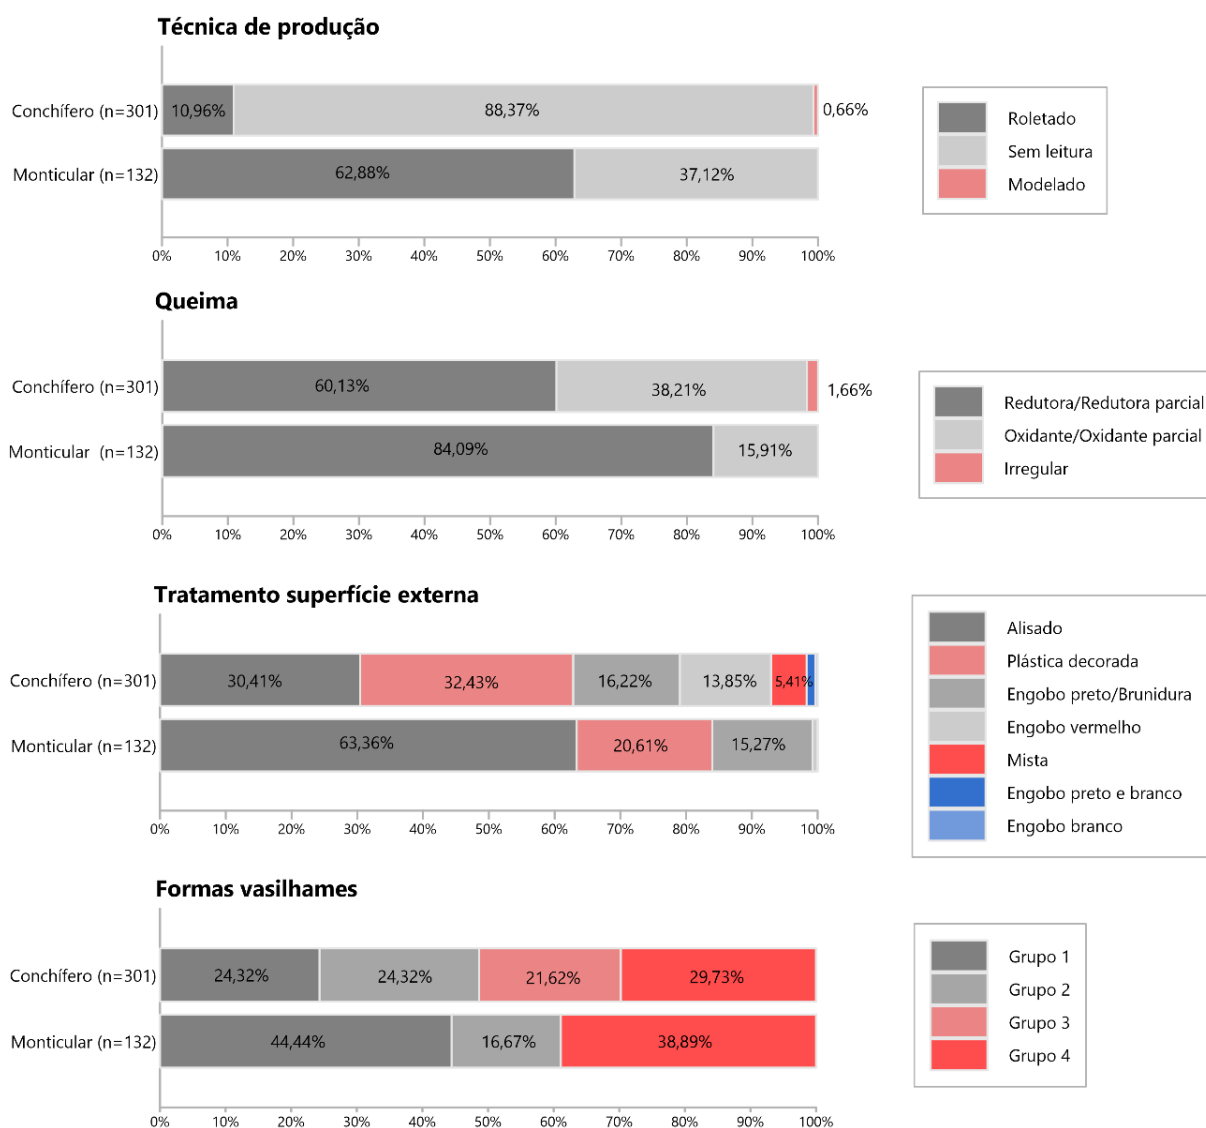 Técnica de produção
Conchífero (n=301) 10,96% 88,37% 0,66%
Monticular (n=132) 62,88% 37,12%
0% 10% 20% 30% 40% 50% 60% 70% 80% 90% 100%
Roletado
Sem leitura
Modelado
Queima
Conchífero (n=301) 60,13% 38,21% 1,66%
Monticular (n=132) 84,09% 15,91%
0% 10% 20% 30% 40% 50% 60% 70% 80% 90% 100%
Redutora/Redutora parcial
Oxidante/Oxidante parcial
Irregular
Tratamento superfície externa
Conchífero (n=301) 30,41% 32,43% 16,22% 13,85% 5,41%
Monticular (n=132) 63,36% 20,61% 15,27%
0% 10% 20% 30% 40% 50% 60% 70% 80% 90% 100%
Alisado
Plástica decorada
Engobo preto/Brunidura
Engobo vermelho
Mista
Engobo preto e branco
Engobo branco
Formas vasilhames
Conchífero (n=301) 24,32% 24,32% 21,62% 29,73%
Monticular (n=132) 44,44% 16,67% 38,89%
0% 10% 20% 30% 40% 50% 60% 70% 80% 90% 100%
Grupo 1
Grupo 2
Grupo 3
Grupo 4